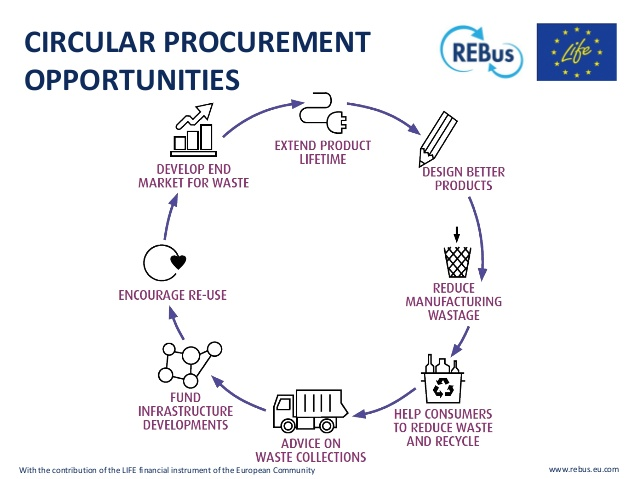 CIRCULAR PROCUREMENT
OPPORTUNITIES
REBus
Life
EXTEND PRODUCT
LIFETIME
DESIGN BETTER
PRODUCTS
REDUCE
MANUFACTURING
WASTAGE
HELP CONSUMERS
TO REDUCE WASTE
AND RECYCLE
ADVICE ON
WASTE COLLECTIONS
FUND
INFRASTRUCTURE
DEVELOPMENTS
ENCOURAGE RE-USE
DEVELOP END
MARKET FOR WASTE
With the contribution of the LIFE financial instrument of the European Community
www.rebus.eu.com